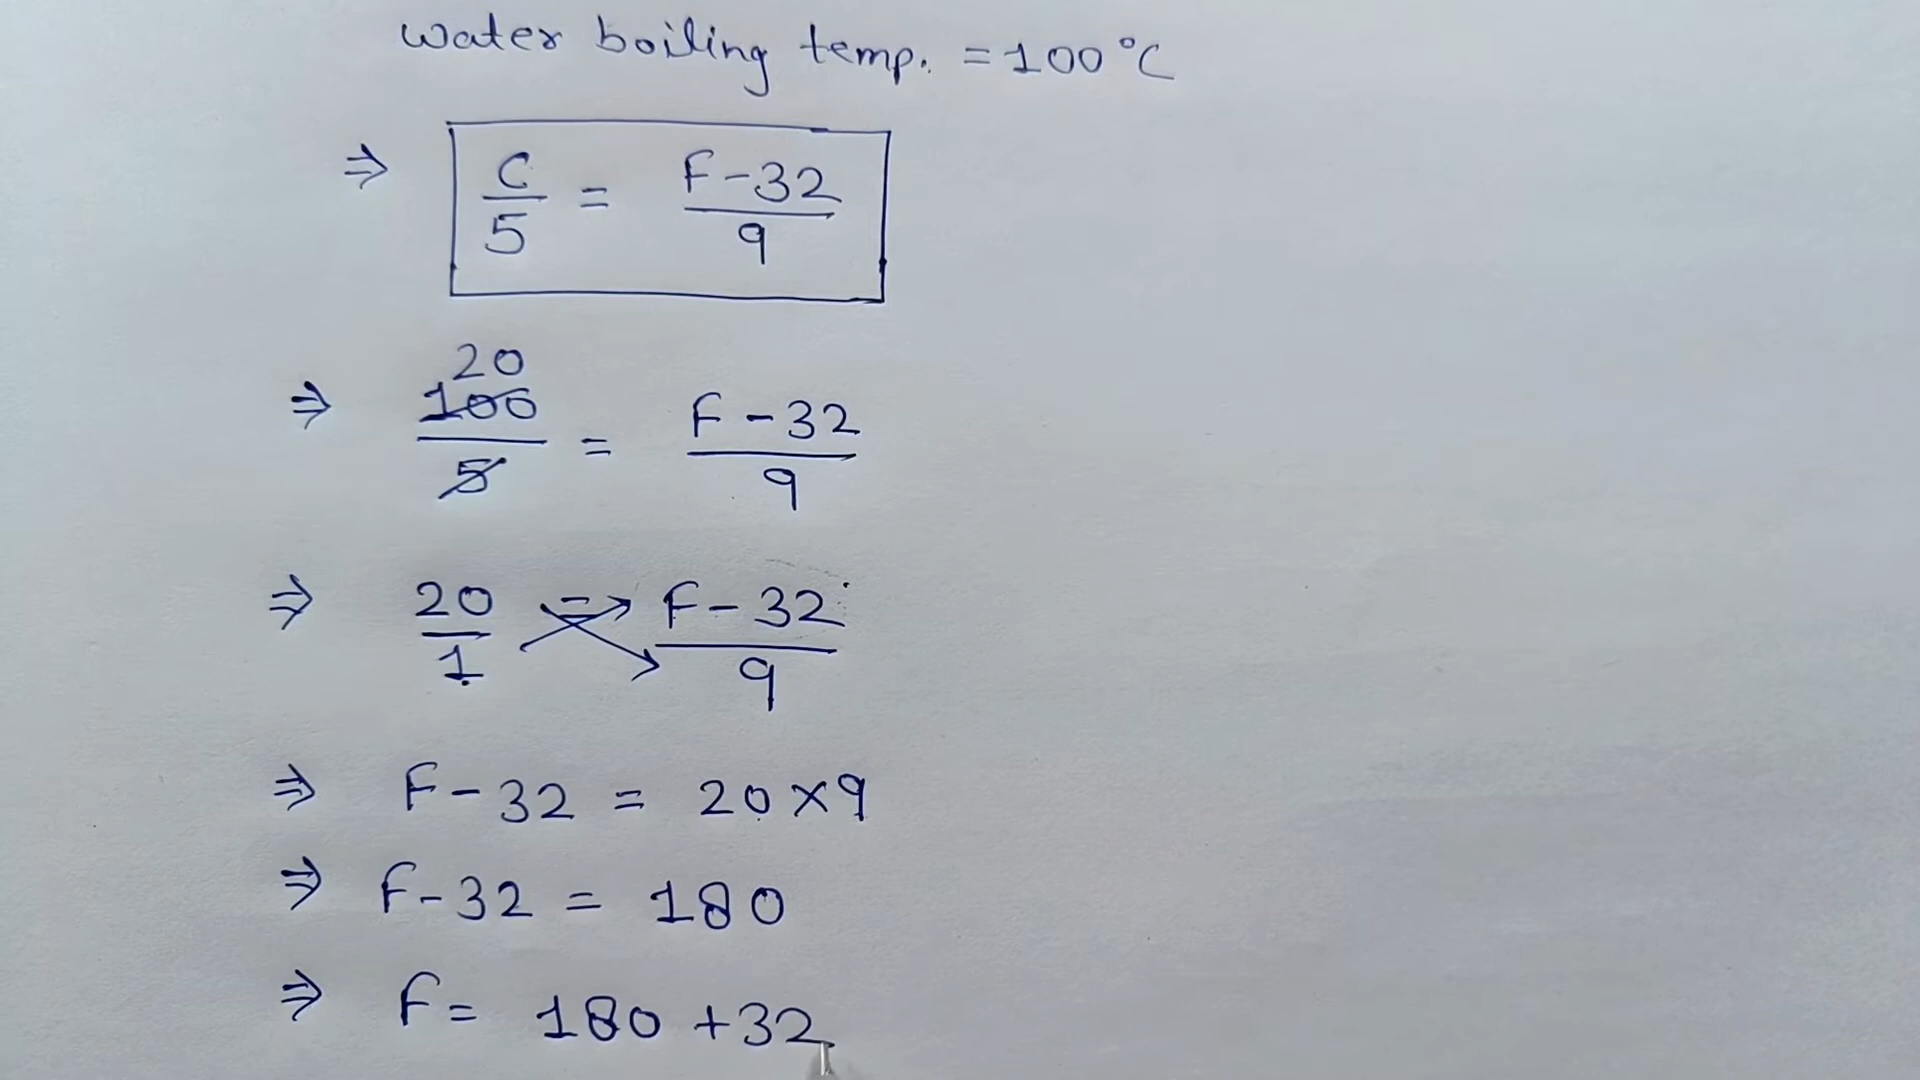 water boiling temp. = 100°C
⇒ C/5 = F-32/9
20
⇒ 100/5 = F-32/9
⇒ 20/1 = F-32/9
⇒ F-32 = 20×9
⇒ F-32 = 180
⇒ F = 180+32